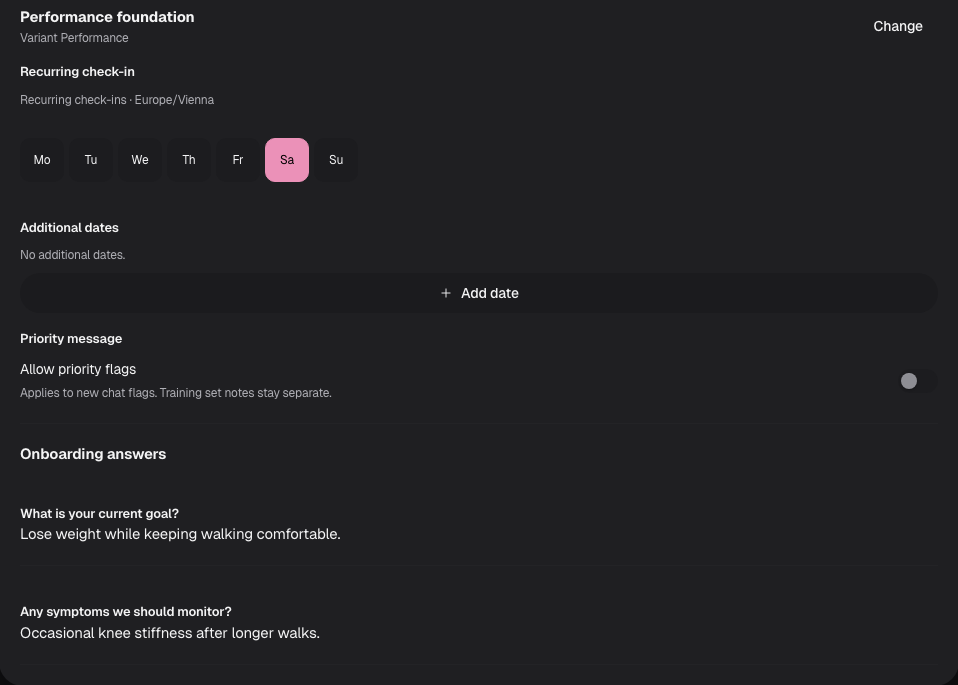 Performance foundation
Variant Performance
Change
Recurring check-in
Recurring check-ins · Europe/Vienna
Mo Tu We Th Fr Sa Su
Additional dates
No additional dates.
+ Add date
Priority message
Allow priority flags
Applies to new chat flags. Training set notes stay separate.
Onboarding answers
What is your current goal?
Lose weight while keeping walking comfortable.
Any symptoms we should monitor?
Occasional knee stiffness after longer walks.